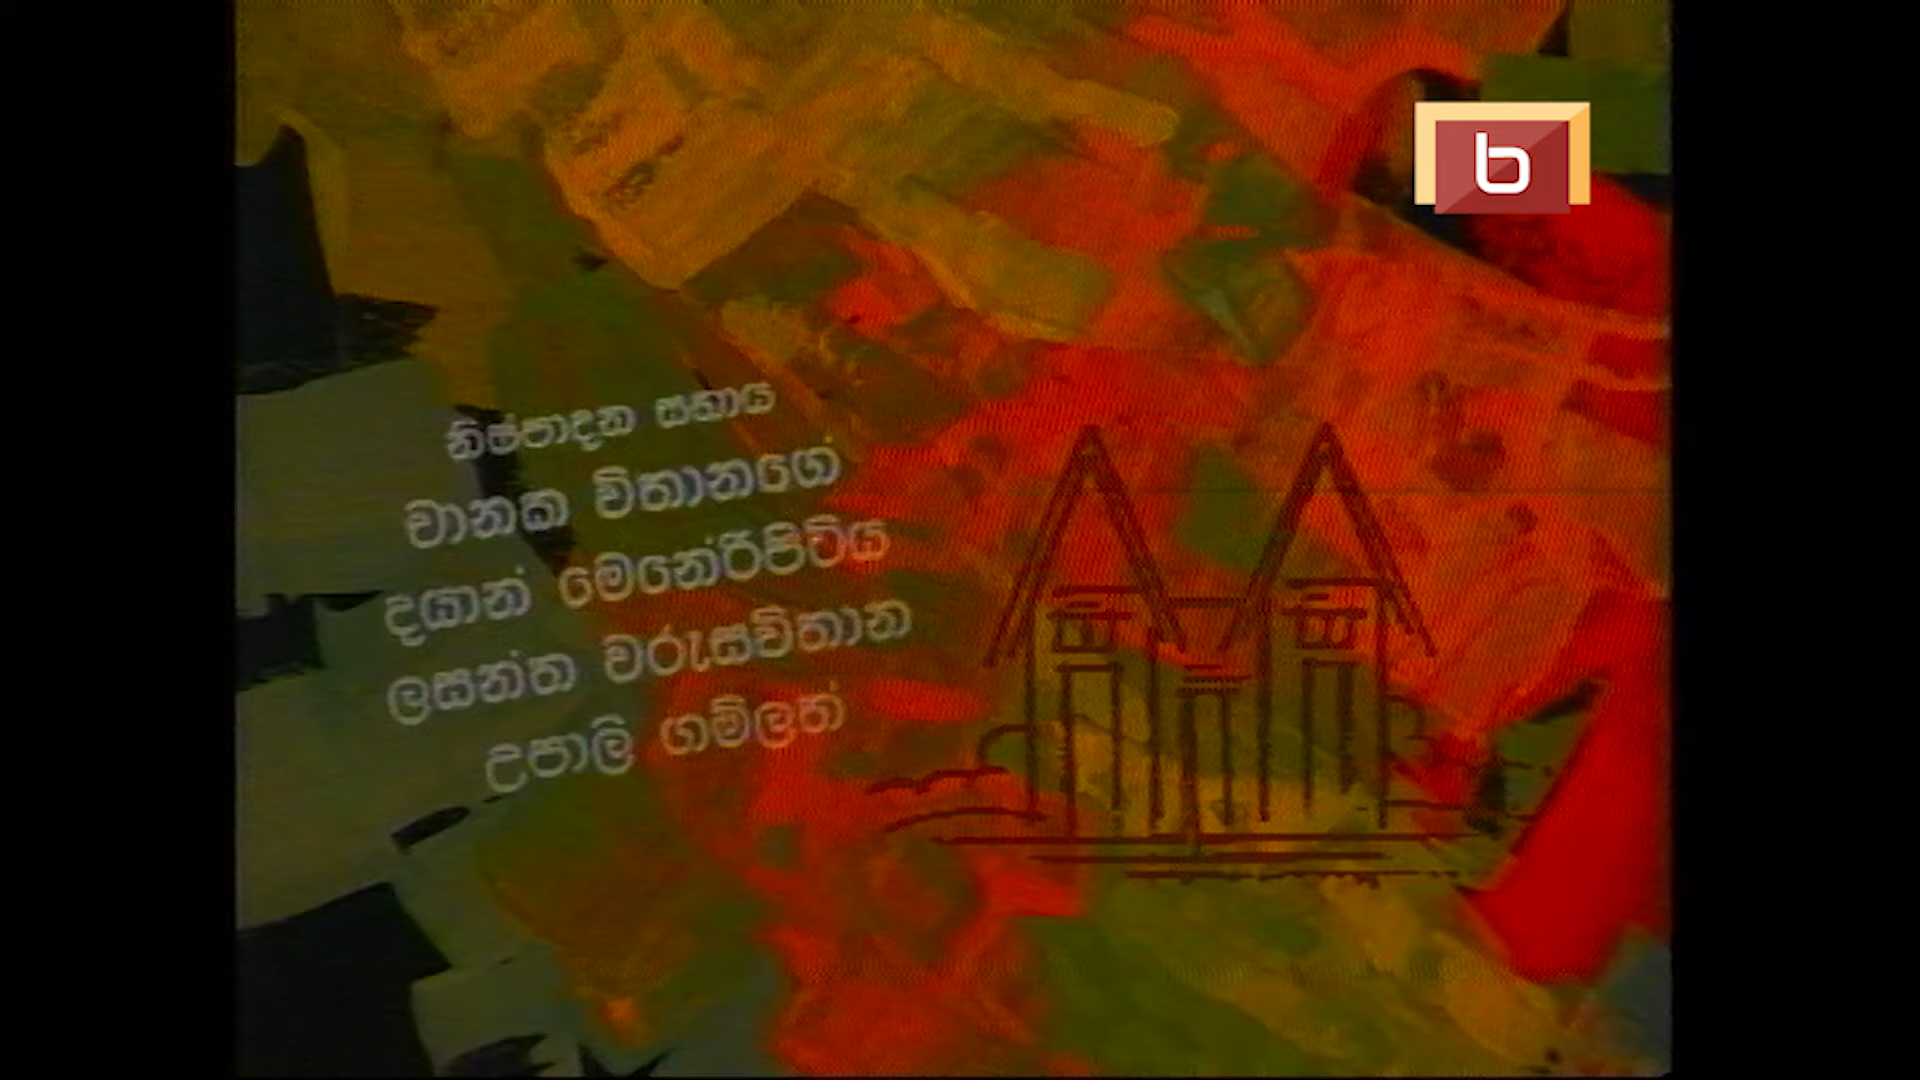 b
නිෂ්පාදන සහාය
චානක විතානගේ
දයාන් මෙනේරිපිටිය
ලසන්ත වරුසවිතාන
උපාලි ගම්ලත්